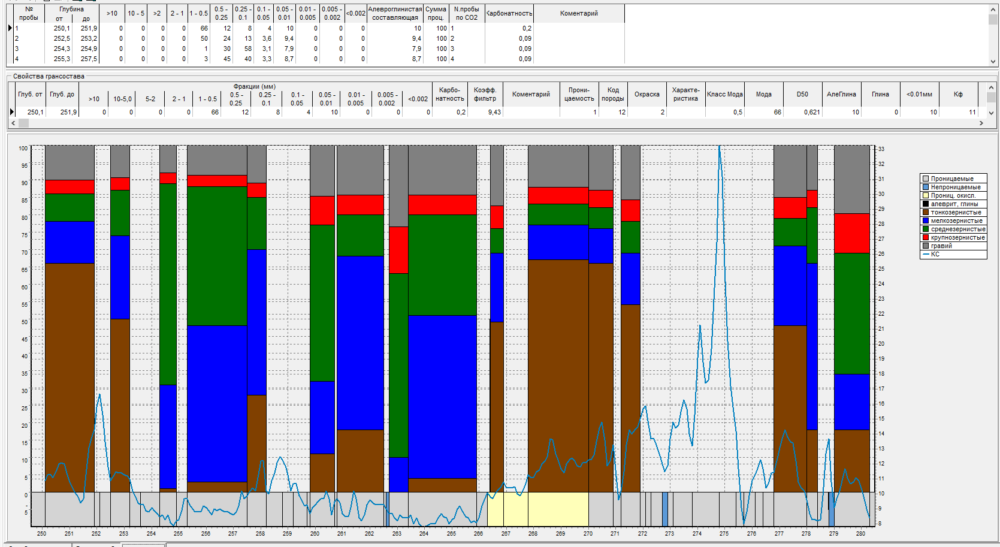 № пробы Глубина от до >10 10 - 5 >2 2 - 1 1 - 0.5 0.5 - 0.25 0.25 - 0.1 0.1 - 0.05 0.05 - 0.01 0.01 - 0.005 0.005 - 0.002 <0.002 Алевроглинистая составляющая Сумма проц. N.пробы по CO2 Карбонатность Коментарий
1 250,1 251,9 0 0 0 0 66 12 8 4 10 0 0 0 10 100 1 0,2
2 252,5 253,2 0 0 0 0 50 24 13 3,6 9,4 0 0 0 9,4 100 2 0,09
3 254,3 254,9 0 0 0 0 1 30 58 3,1 7,9 0 0 0 7,9 100 3 0,09
4 255,3 257,5 0 0 0 0 3 45 40 3,3 8,7 0 0 0 8,7 100 4 0,09
Свойства грансостава
Фракции (мм)
Глуб. от Глуб. до >10 10-5,0 5-2 2 - 1 1 - 0.5 0.5 - 0.25 0.25 - 0.1 0.1 - 0.05 0.05 - 0.01 0.01 - 0.005 0.005 - 0.002 <0.002 Карбо-натность Коэфф. фильтр Коментарий Прони-цаемость Код породы Окраска Характе-ристика Класс Мода Мода D50 АлеГлина Глина <0.01мм Кф
250,1 251,9 0 0 0 0 66 12 8 4 10 0 0 0 0,2 9,43 1 12 2 0,5 66 0,621 10 0 10 11
100
95
90
85
80
75
70
65
60
55
50
45
40
35
30
25
20
15
10
5
0
5
33
32
31
30
29
28
27
26
25
24
23
22
21
20
19
18
17
16
15
14
13
12
11
10
9
8
Проницаемые
Непроницаемые
Прониц. окисл.
алеврит, глины
тонкозернистые
мелкозернистые
среднезернистые
крупнозернистые
гравий
КС
250 251 252 253 254 255 256 257 258 259 260 261 262 263 264 265 266 267 268 269 270 271 272 273 274 275 276 277 278 279 280